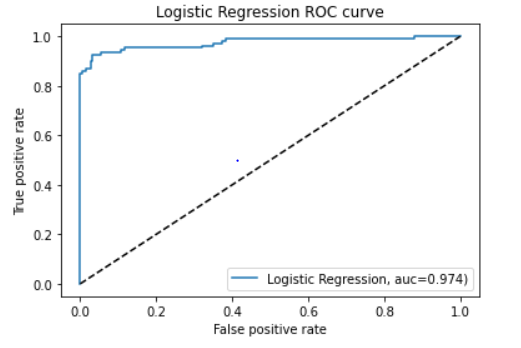 Logistic Regression ROC curve
1.0
0.8
0.6
0.4
0.2
0.0
True positive rate
Logistic Regression, auc=0.974)
0.0 0.2 0.4 0.6 0.8 1.0
False positive rate